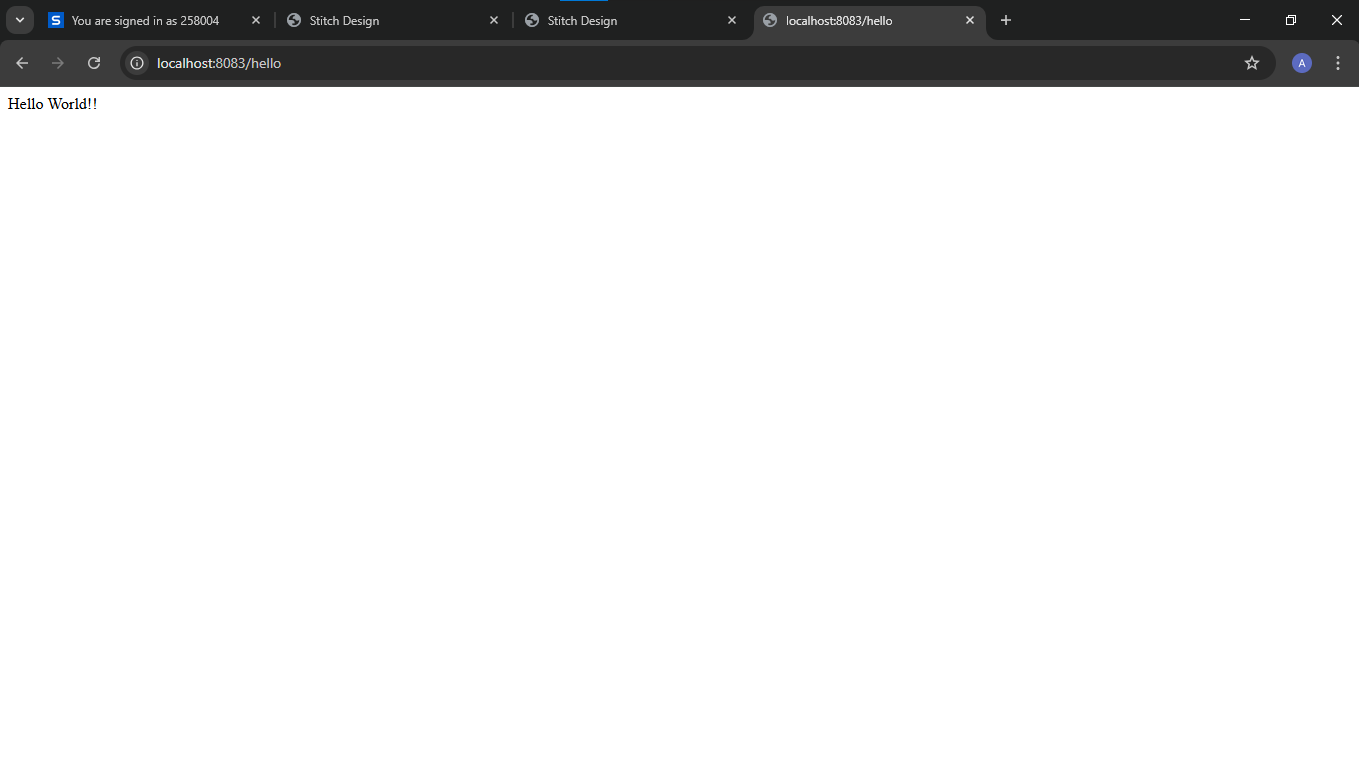 S You are signed in as 258004
Stitch Design
Stitch Design
localhost:8083/hello
localhost:8083/hello
A
Hello World!!